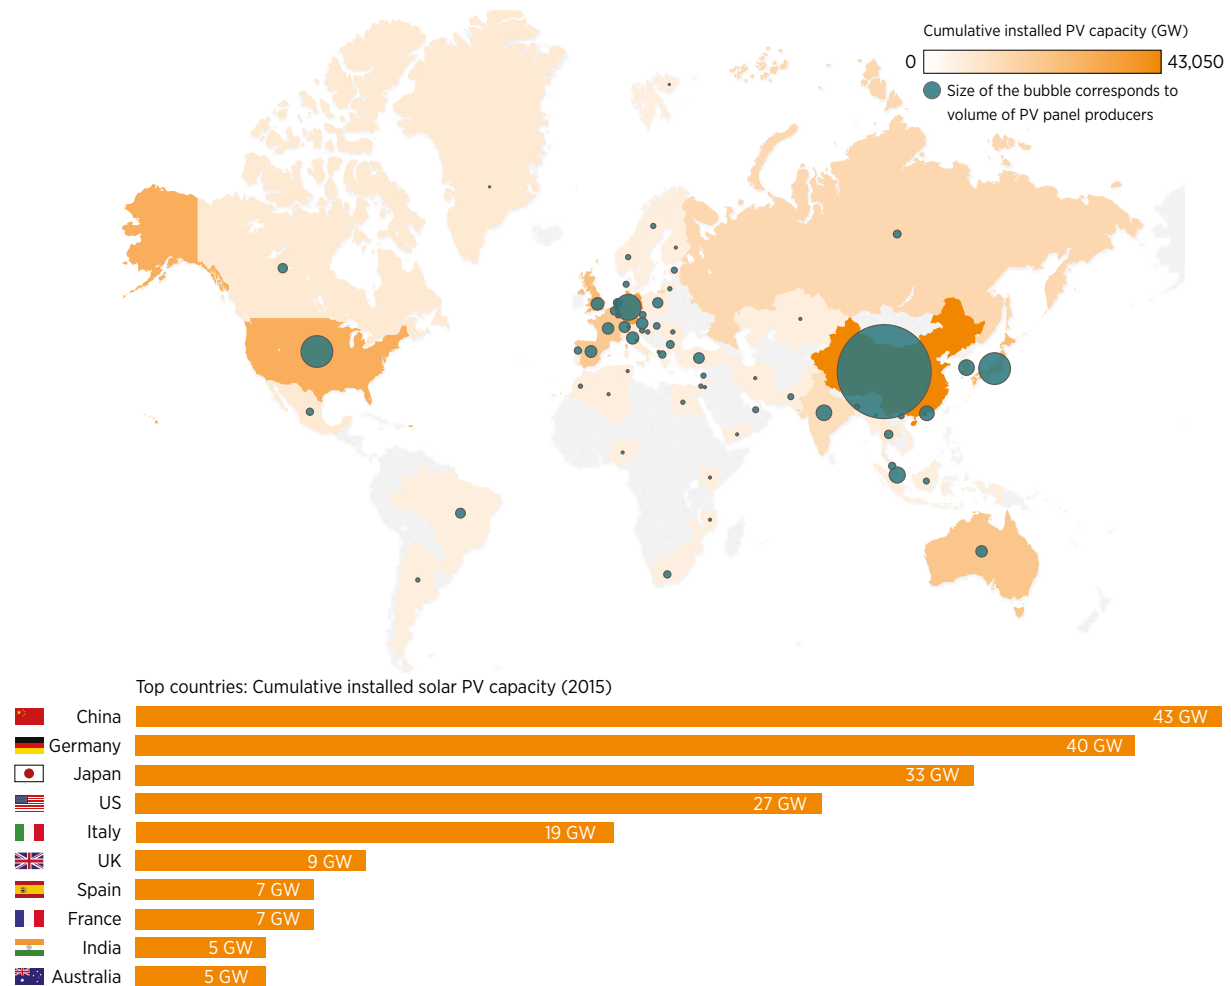 Cumulative installed PV capacity (GW)
0 43,050
Size of the bubble corresponds to
volume of PV panel producers
Top countries: Cumulative installed solar PV capacity (2015)
China 43 GW
Germany 40 GW
Japan 33 GW
US 27 GW
Italy 19 GW
UK 9 GW
Spain 7 GW
France 7 GW
India 5 GW
Australia 5 GW